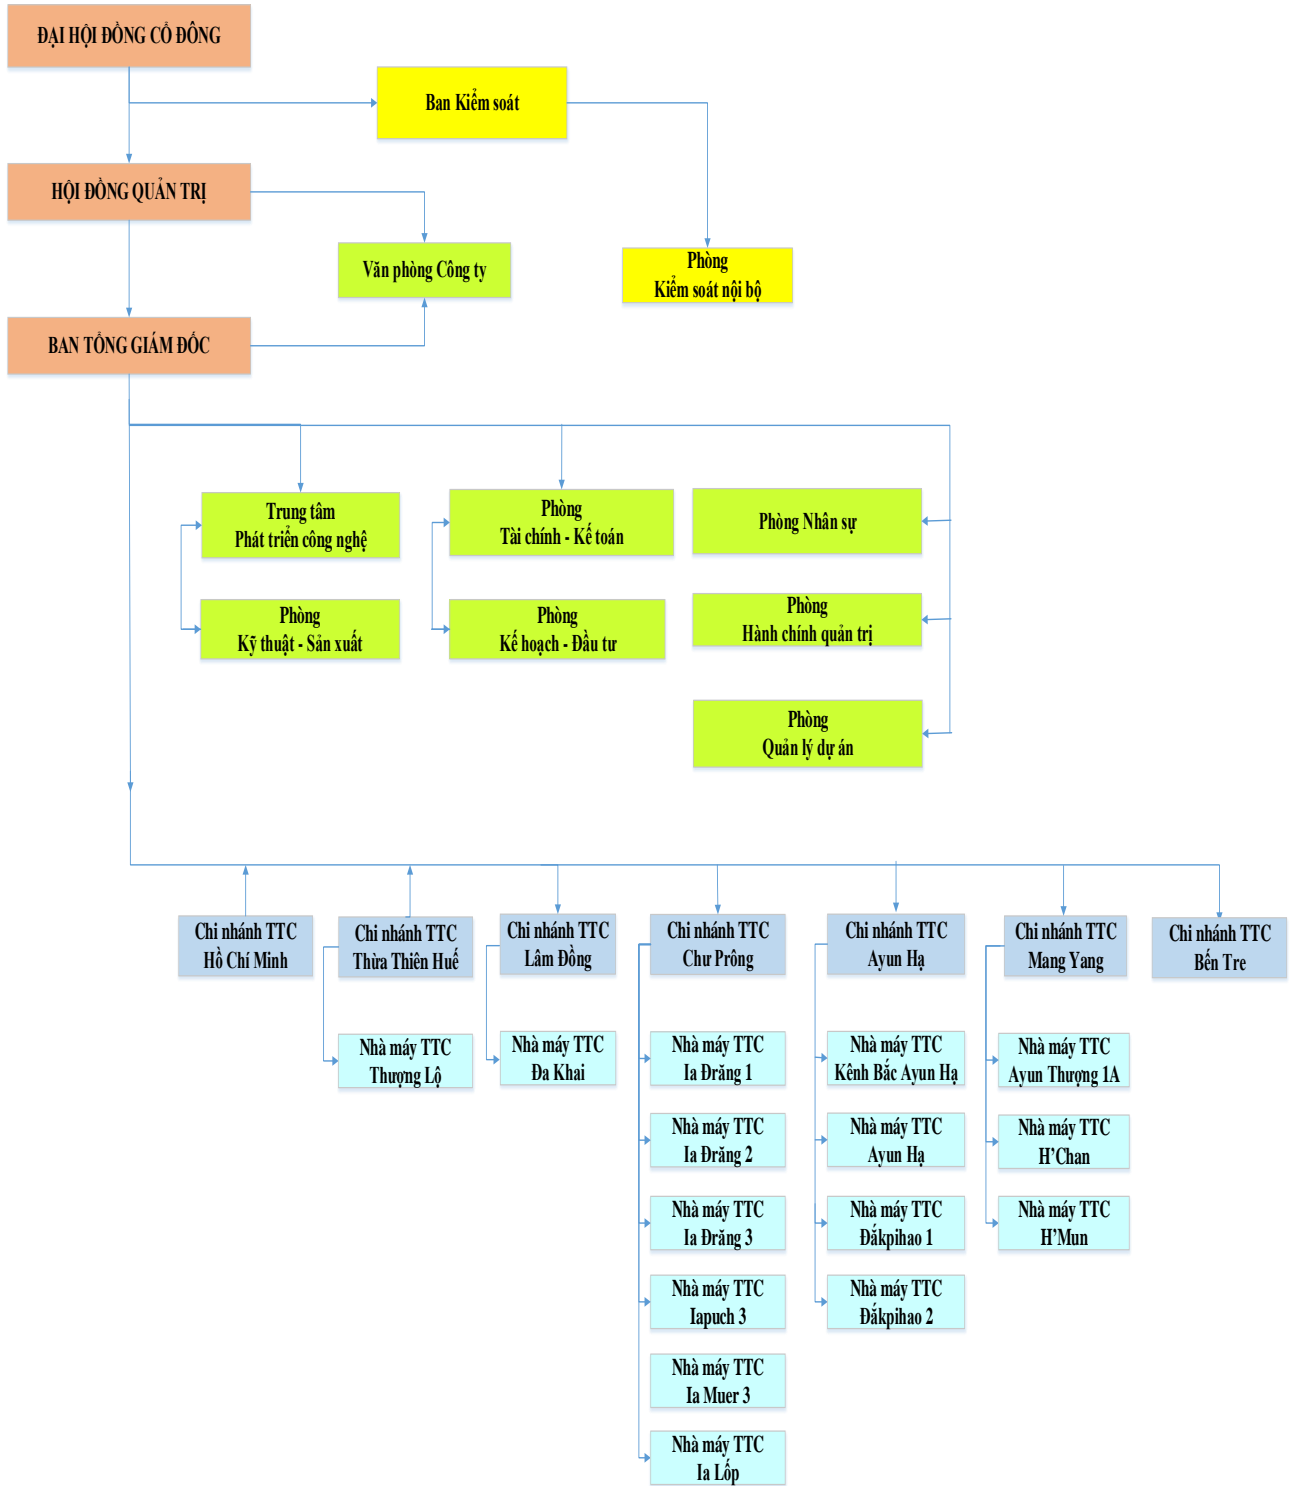 ĐẠI HỘI ĐỒNG CỔ ĐÔNG
Ban Kiểm soát
HỘI ĐỒNG QUẢN TRỊ
Văn phòng Công ty
Phòng
Kiểm soát nội bộ
BAN TỔNG GIÁM ĐỐC
Trung tâm
Phát triển công nghệ
Phòng
Tài chính - Kế toán
Phòng Nhân sự
Phòng
Kỹ thuật - Sản xuất
Phòng
Kế hoạch - Đầu tư
Phòng
Hành chính quản trị
Phòng
Quản lý dự án
Chi nhánh TTC
Hồ Chí Minh
Chi nhánh TTC
Thừa Thiên Huế
Chi nhánh TTC
Lâm Đồng
Chi nhánh TTC
Chư Prông
Chi nhánh TTC
Ayun Hạ
Chi nhánh TTC
Mang Yang
Chi nhánh TTC
Bến Tre
Nhà máy TTC
Thượng Lộ
Nhà máy TTC
Đa Khai
Nhà máy TTC
Ia Đrăng 1
Nhà máy TTC
Kênh Bắc Ayun Hạ
Nhà máy TTC
Ayun Thượng 1A
Nhà máy TTC
Ia Đrăng 2
Nhà máy TTC
Ayun Hạ
Nhà máy TTC
H’Chan
Nhà máy TTC
Ia Đrăng 3
Nhà máy TTC
Đắkpihao 1
Nhà máy TTC
H’Mun
Nhà máy TTC
Iapuch 3
Nhà máy TTC
Đắkpihao 2
Nhà máy TTC
Ia Muer 3
Nhà máy TTC
Ia Lốp